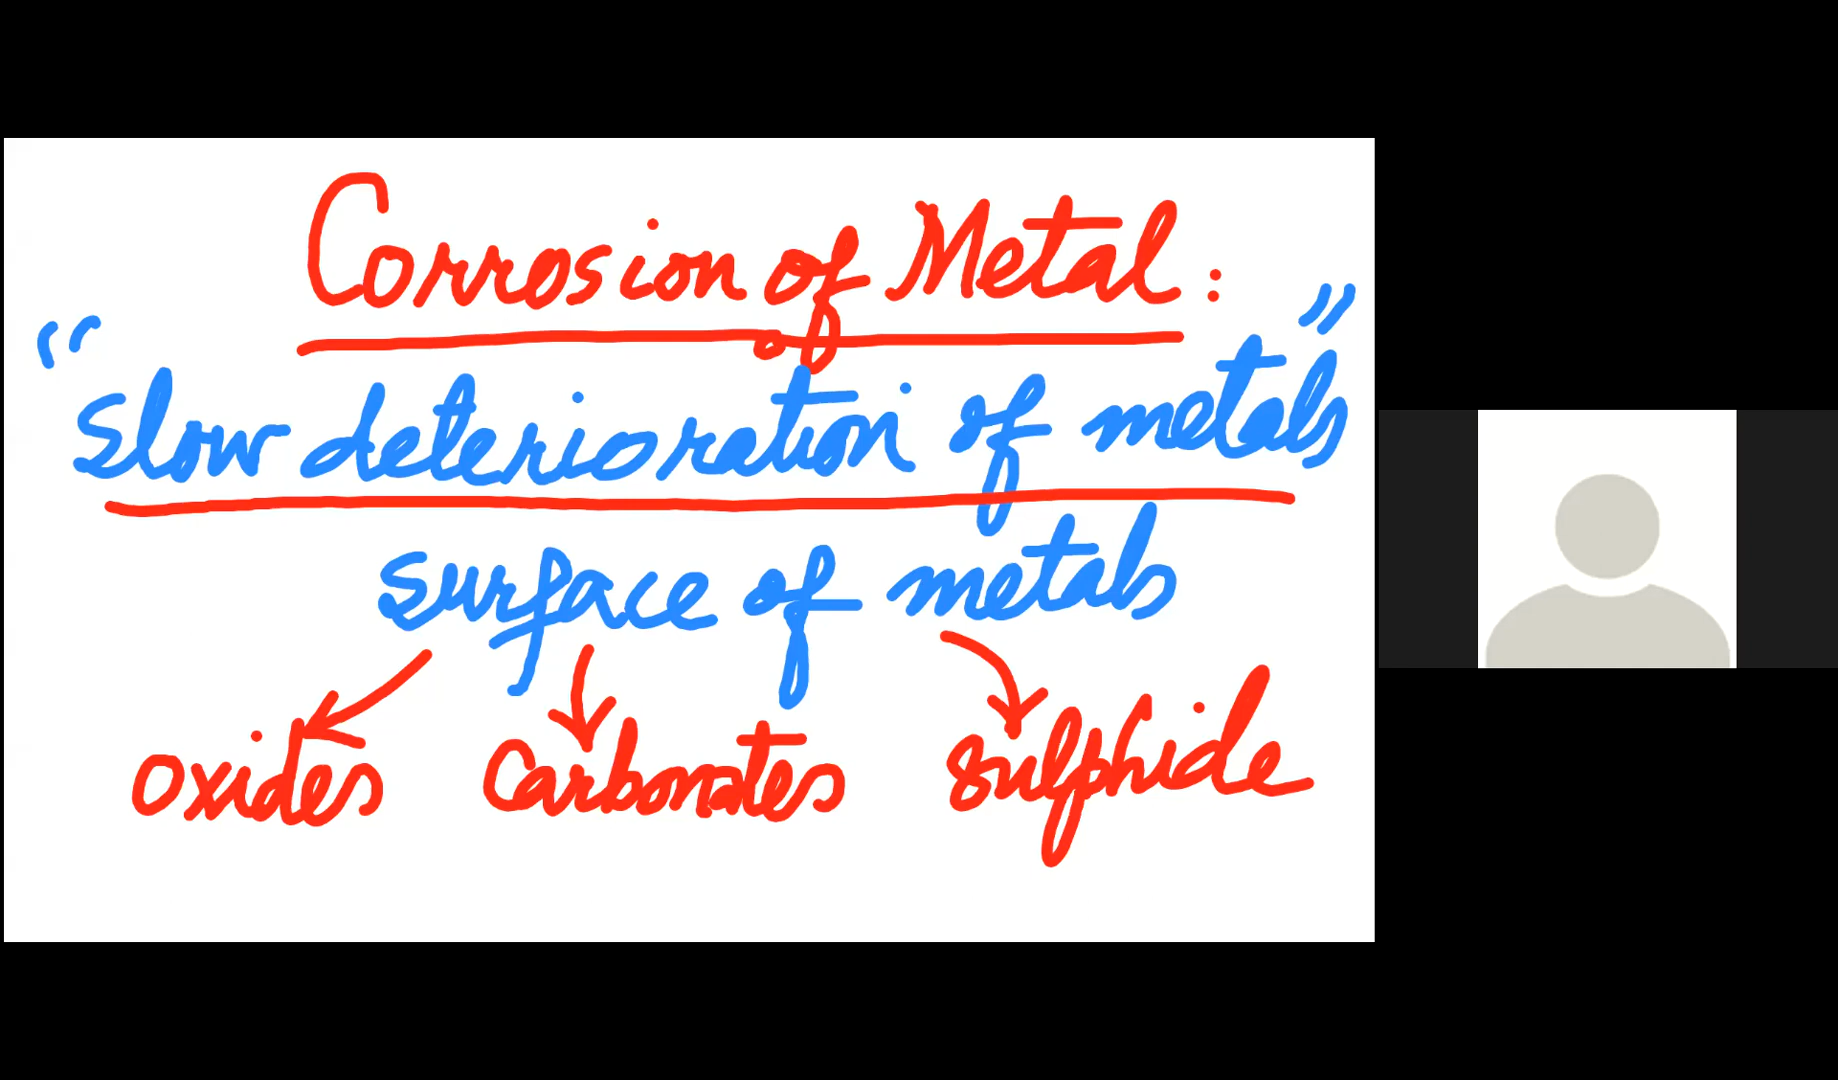 Corrosion of Metal:
"Slow deterioration of metals"
surface of metals
oxides carbonates sulphide